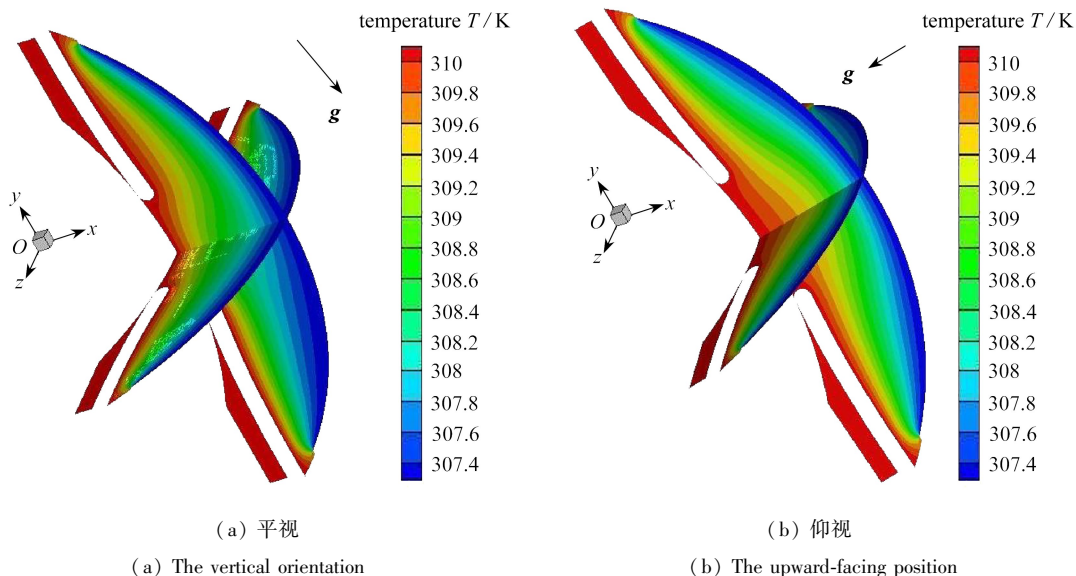 temperature T/K
310
309.8
309.6
309.4
309.2
309
308.8
308.6
308.4
308.2
308
307.8
307.6
307.4
g
y
x
O
z
(a) 平视
(a) The vertical orientation
temperature T/K
310
309.8
309.6
309.4
309.2
309
308.8
308.6
308.4
308.2
308
307.8
307.6
307.4
g
y
x
O
z
(b) 仰视
(b) The upward-facing position